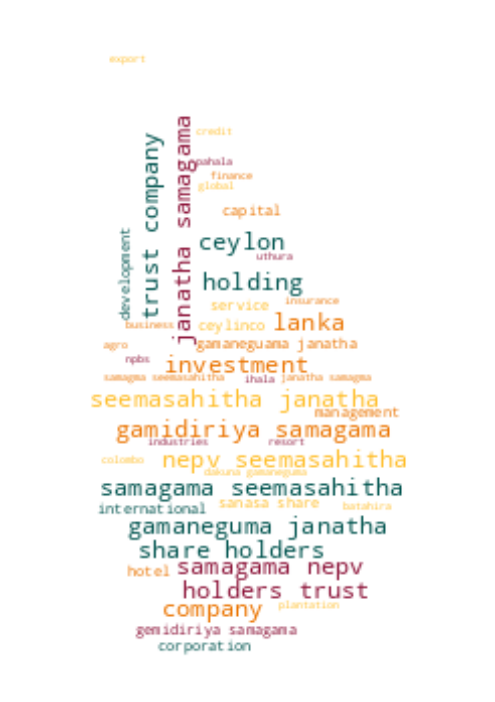 export
credit
pahala
finance
global
capital
trust company
janatha samagama
development
ceylon
uthura
holding
service insurance
business ceylinco lanka
agro gamaneguama janatha
npbs investment
samagma seemasahitha ihala janatha samagma
seemasahitha janatha
management
gamidiriya samagama
industries resort
colombo nepv seemasahitha
dakuna gamaneguma
samagama seemasahitha
international sanasa share batahira
gamaneguma janatha
share holders
hotel samagama nepv
holders trust
company plantation
gemidiriya samagama
corporation